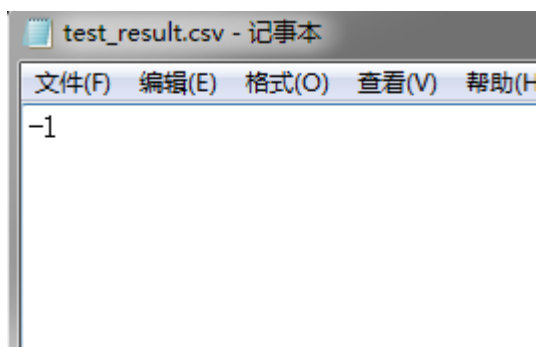 test_result.csv - 记事本
文件(F) 编辑(E) 格式(O) 查看(V) 帮助(H
-1